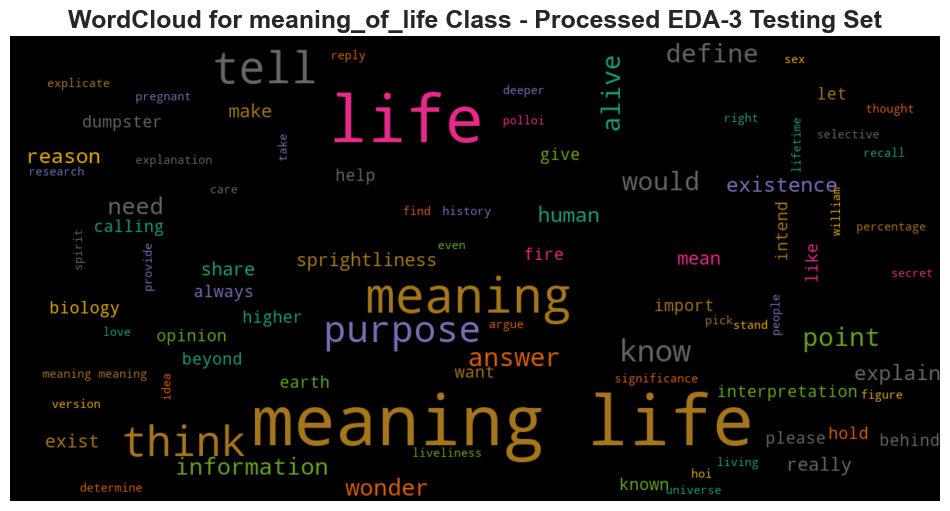 WordCloud for meaning_of_life Class - Processed EDA-3 Testing Set
reply
tell
define
sex
explicate
pregnant
life
deeper
alive
let
make
polloi
right
thought
dumpster
take
lifetime
selective
reason
explanation
give
recall
research
help
would
existence
care
need
find
history
human
intend
william
percentage
calling
spirit
provide
even
fire
like
sprightliness
mean
secret
share
always
meaning
biology
higher
import
people
love
opinion
purpose
argue
pick
stand
point
beyond
answer
know
meaning meaning
idea
earth
want
significance
explain
version
interpretation
figure
meaning life
exist
think
liveliness
please
hold
behind
information
living
really
hoi
determine
wonder
known
universe